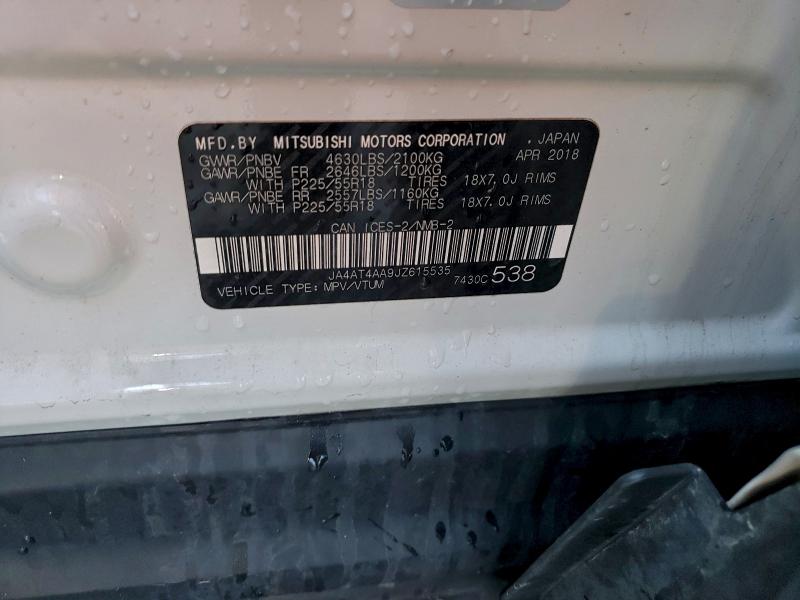 MFD.BY MITSUBISHI MOTORS CORPORATION , JAPAN
GVWR/PNBV 4630LBS/2100KG APR 2018
GAWR/PNBE FR 2646LBS/1200KG
WITH P225/55R18 TIRES 18X7.0J RIMS
GAWR/PNBE RR 2557LBS/1160KG
WITH P225/55R18 TIRES 18X7.0J RIMS
CAN ICES-2/NMB-2
JA4AT4AA9JZ615535
VEHICLE TYPE: MPV/VTUM 7430C 538